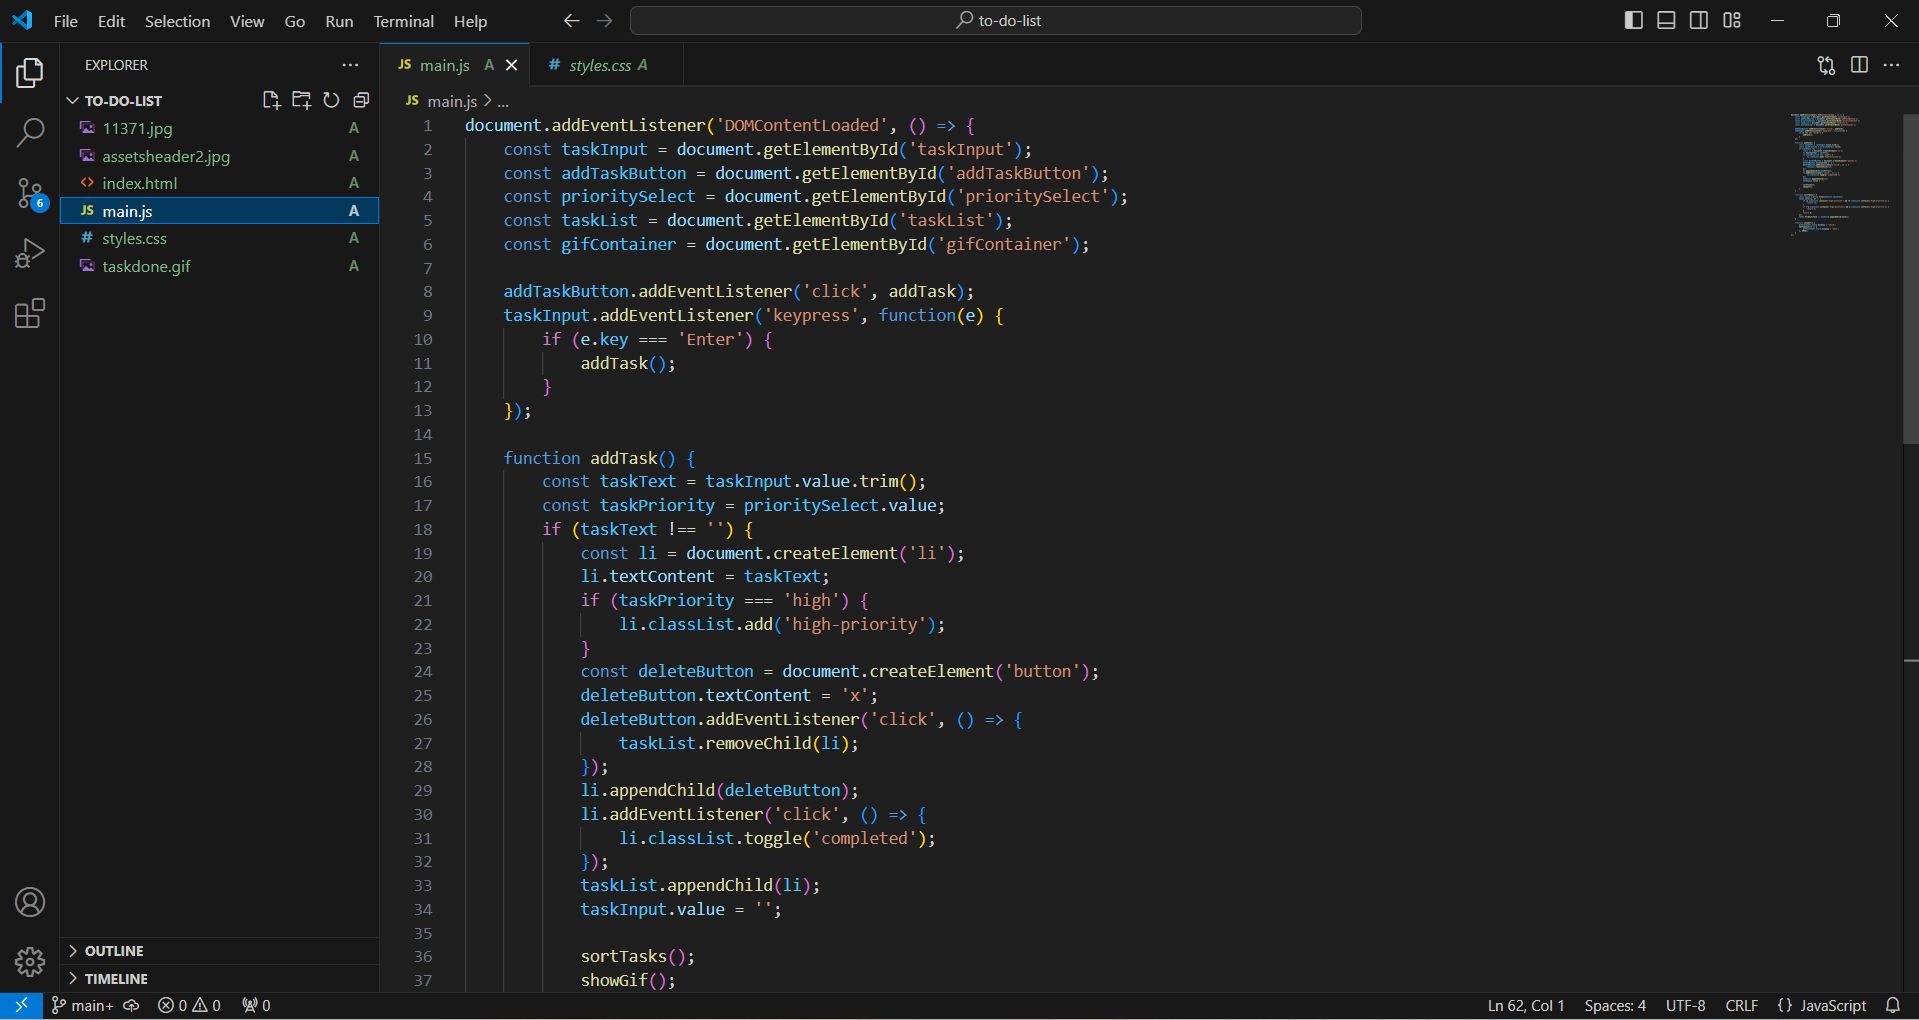 File Edit Selection View Go Run Terminal Help to-do-list
EXPLORER
TO-DO-LIST
11371.jpg A
assetsheader2.jpg A
index.html A
JS main.js A
# styles.css A
taskdone.gif A
6
OUTLINE
TIMELINE
JS main.js A # styles.css A
JS main.js > ...
1 document.addEventListener('DOMContentLoaded', () => {
2 const taskInput = document.getElementById('taskInput');
3 const addTaskButton = document.getElementById('addTaskButton');
4 const prioritySelect = document.getElementById('prioritySelect');
5 const taskList = document.getElementById('taskList');
6 const gifContainer = document.getElementById('gifContainer');
7
8 addTaskButton.addEventListener('click', addTask);
9 taskInput.addEventListener('keypress', function(e) {
10 if (e.key === 'Enter') {
11 addTask();
12 }
13 });
14
15 function addTask() {
16 const taskText = taskInput.value.trim();
17 const taskPriority = prioritySelect.value;
18 if (taskText !== '') {
19 const li = document.createElement('li');
20 li.textContent = taskText;
21 if (taskPriority === 'high') {
22 li.classList.add('high-priority');
23 }
24 const deleteButton = document.createElement('button');
25 deleteButton.textContent = 'x';
26 deleteButton.addEventListener('click', () => {
27 taskList.removeChild(li);
28 });
29 li.appendChild(deleteButton);
30 li.addEventListener('click', () => {
31 li.classList.toggle('completed');
32 });
33 taskList.appendChild(li);
34 taskInput.value = '';
35
36 sortTasks();
37 showGif();
main+ 0 0 0 Ln 62, Col 1 Spaces: 4 UTF-8 CRLF {} JavaScript